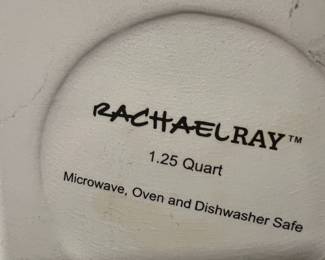 RACHAELRAY™
1.25 Quart
Microwave, Oven and Dishwasher Safe